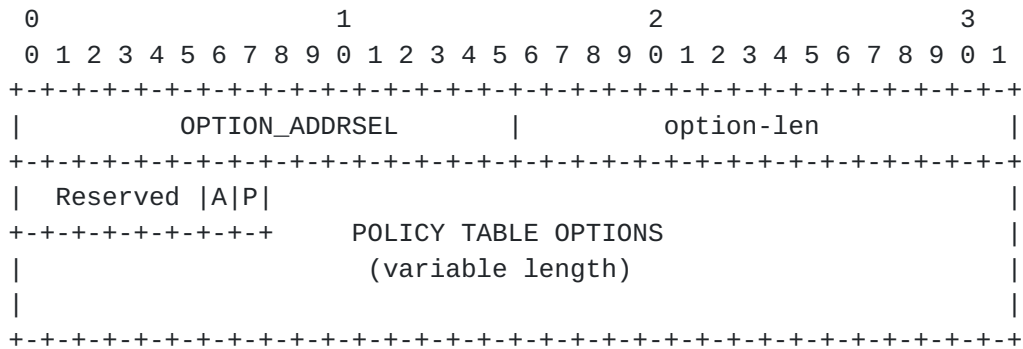 0                   1                   2                   3
 0 1 2 3 4 5 6 7 8 9 0 1 2 3 4 5 6 7 8 9 0 1 2 3 4 5 6 7 8 9 0 1
+-+-+-+-+-+-+-+-+-+-+-+-+-+-+-+-+-+-+-+-+-+-+-+-+-+-+-+-+-+-+-+-+
|          OPTION_ADDRSEL       |         option-len            |
+-+-+-+-+-+-+-+-+-+-+-+-+-+-+-+-+-+-+-+-+-+-+-+-+-+-+-+-+-+-+-+-+
|  Reserved |A|P|                                               |
+-+-+-+-+-+-+-+-+     POLICY TABLE OPTIONS                      |
|                      (variable length)                        |
|                                                               |
+-+-+-+-+-+-+-+-+-+-+-+-+-+-+-+-+-+-+-+-+-+-+-+-+-+-+-+-+-+-+-+-+